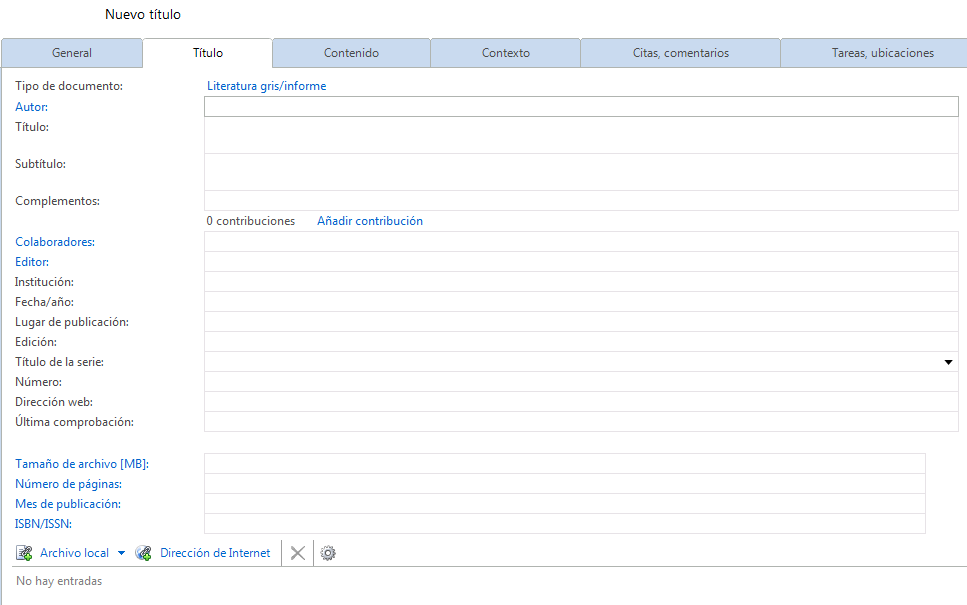 Nuevo título
General Título Contenido Contexto Citas, comentarios Tareas, ubicaciones
Tipo de documento: Literatura gris/informe
Autor:
Título:
Subtítulo:
Complementos:
0 contribuciones Añadir contribución
Colaboradores:
Editor:
Institución:
Fecha/año:
Lugar de publicación:
Edición:
Título de la serie:
Número:
Dirección web:
Última comprobación:
Tamaño de archivo [MB]:
Número de páginas:
Mes de publicación:
ISBN/ISSN:
Archivo local Dirección de Internet
No hay entradas